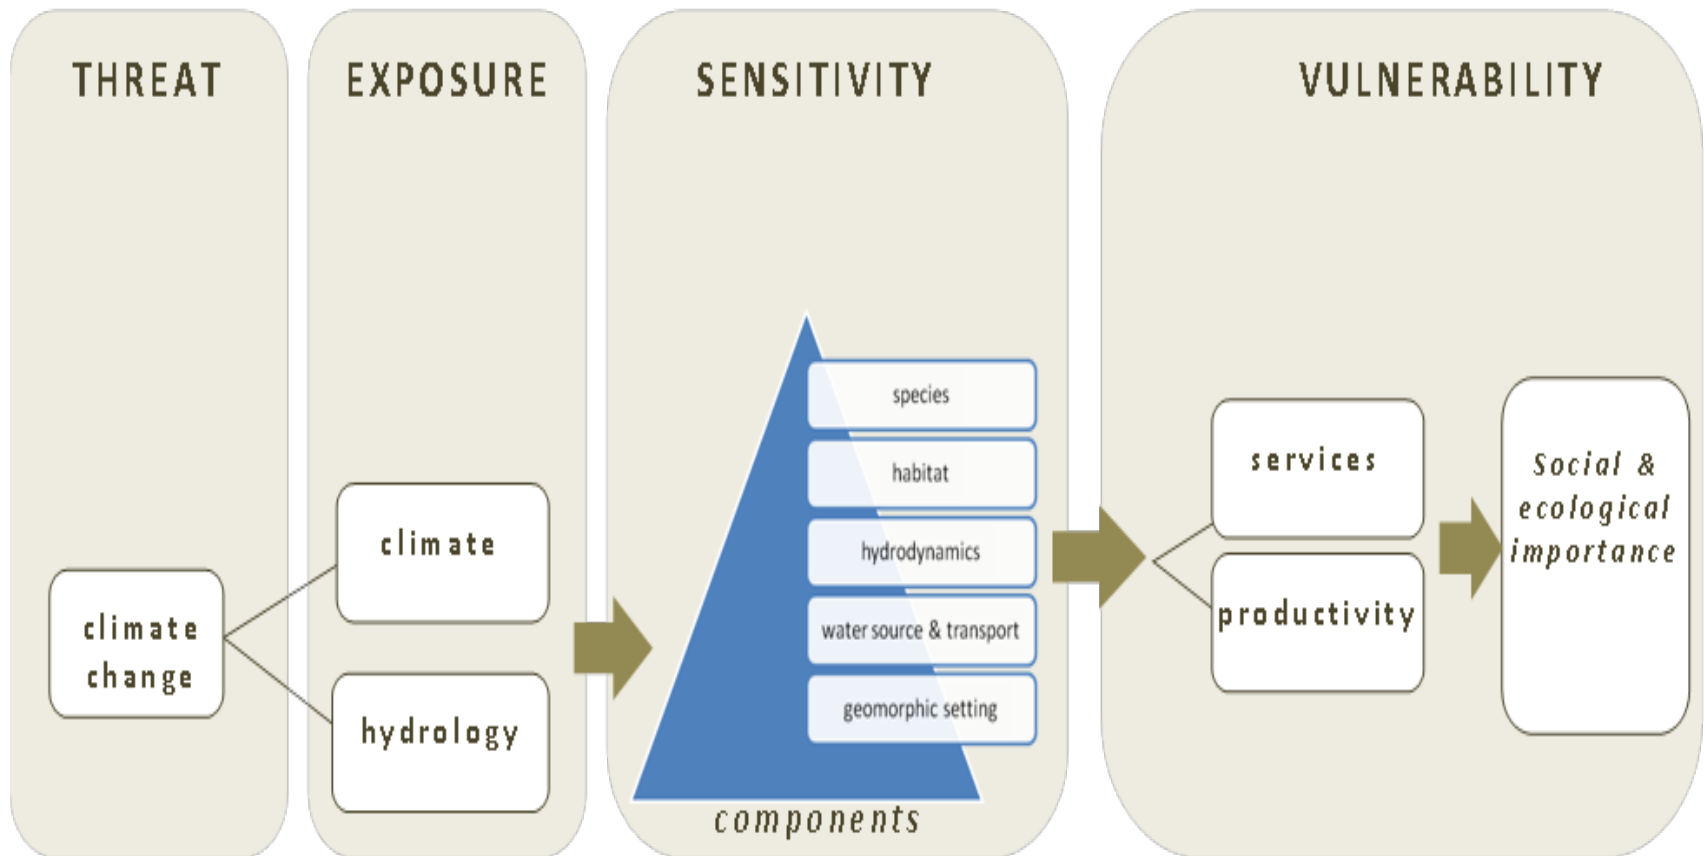 THREAT
EXPOSURE
SENSITIVITY
VULNERABILITY
climate
change
climate
hydrology
species
habitat
hydrodynamics
water source & transport
geomorphic setting
components
services
productivity
Social &
ecological
importance